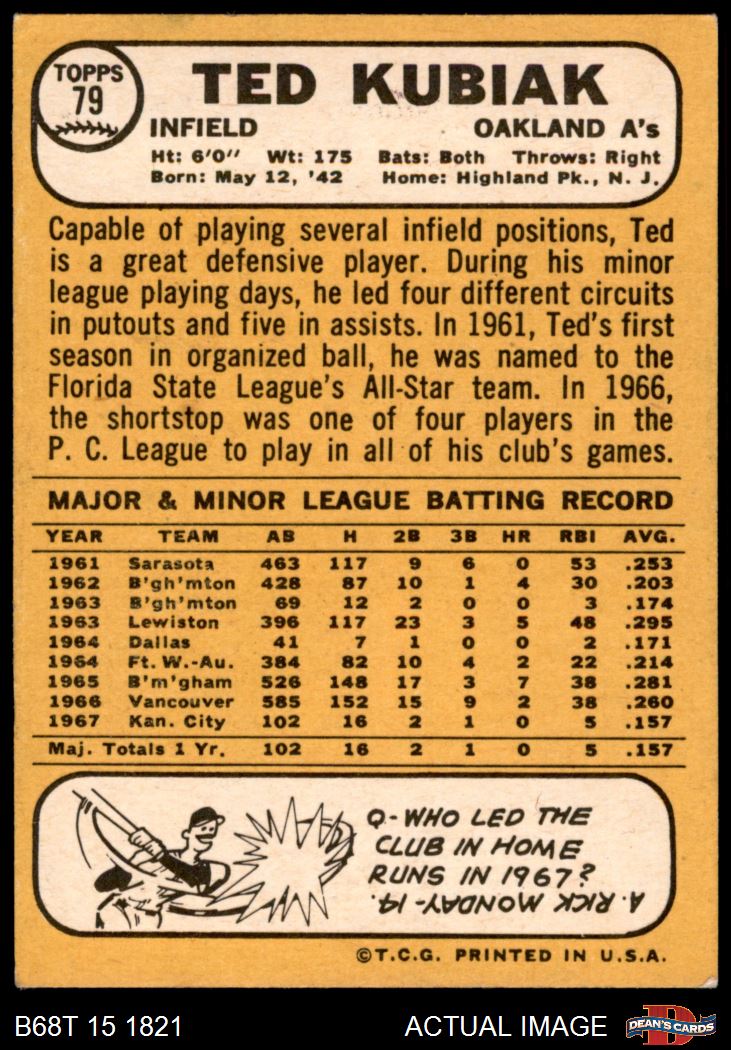 TOPPS
79
TED KUBIAK
INFIELD OAKLAND A's
Ht: 6'0" Wt: 175 Bats: Both Throws: Right
Born: May 12, '42 Home: Highland Pk., N. J.
Capable of playing several infield positions, Ted
is a great defensive player. During his minor
league playing days, he led four different circuits
in putouts and five in assists. In 1961, Ted's first
season in organized ball, he was named to the
Florida State League's All-Star team. In 1966,
the shortstop was one of four players in the
P. C. League to play in all of his club's games.
MAJOR & MINOR LEAGUE BATTING RECORD
YEAR TEAM AB H 2B 3B HR RBI AVG.
1961 Sarasota 463 117 9 6 0 53 .253
1962 B'gh'mton 428 87 10 1 4 30 .203
1963 B'gh'mton 69 12 2 0 0 3 .174
1963 Lewiston 396 117 23 3 5 48 .295
1964 Dallas 41 7 1 0 0 2 .171
1964 Ft. W.-Au. 384 82 10 4 2 22 .214
1965 B'm'gham 526 148 17 3 7 38 .281
1966 Vancouver 585 152 15 9 2 38 .260
1967 Kan. City 102 16 2 1 0 5 .157
Maj. Totals 1 Yr. 102 16 2 1 0 5 .157
Q-WHO LED THE
CLUB IN HOME
RUNS IN 1967?
A. RICK MONDAY-14.
©T.C.G. PRINTED IN U.S.A.
B68T 15 1821 ACTUAL IMAGE D DEAN'S CARDS